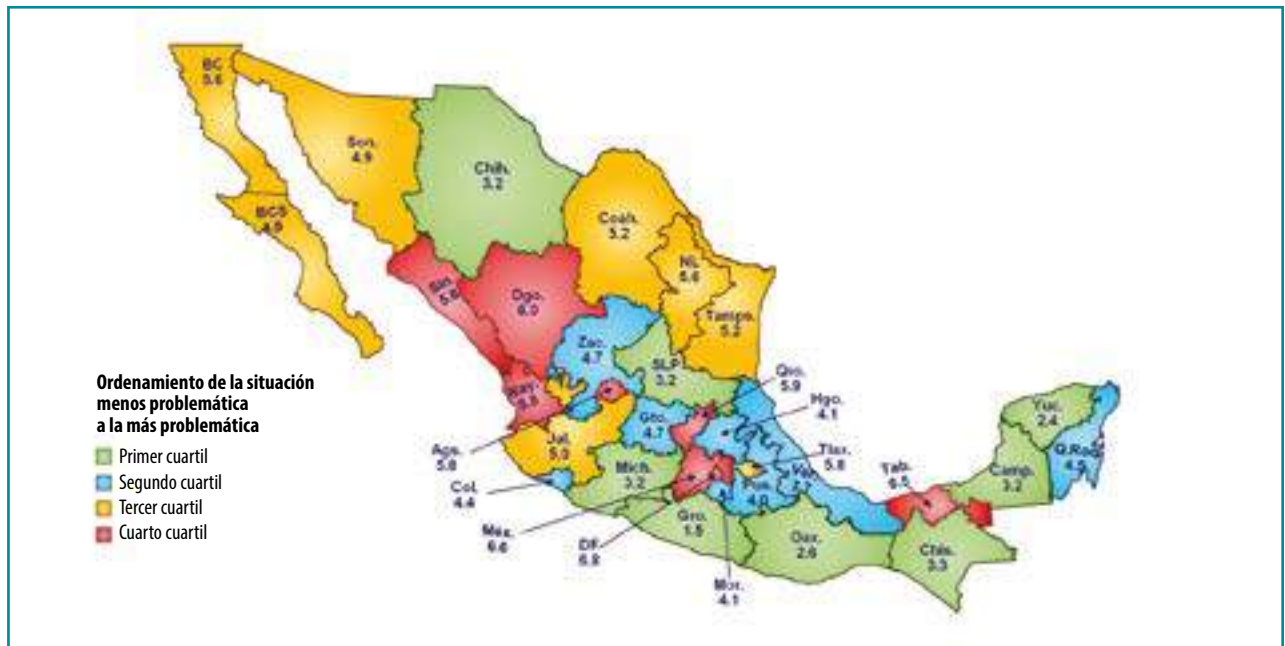 BC
5.6
Son.
4.9
Chih.
3.2
BCS
4.9
Coah.
5.2
NL
5.6
Tamps.
5.2
Sin.
Dgo.
6.0
Zac.
4.7
SLP
3.2
Nay.
Qro.
5.9
Hgo.
4.1
Tlax.
5.8
Ags.
5.8
Jal.
5.0
Gto.
4.7
Col.
4.4
Mich.
3.2
Mex.
6.6
DF
6.8
Gro.
1.5
Mor.
4.1
Pue.
4.0
Ver.
Oax.
2.6
Tab.
6.5
Chis.
3.3
Camp.
3.2
Yuc.
2.4
Q.Roo
4.5
Ordenamiento de la situación
menos problemática
a la más problemática
Primer cuartil
Segundo cuartil
Tercer cuartil
Cuarto cuartil